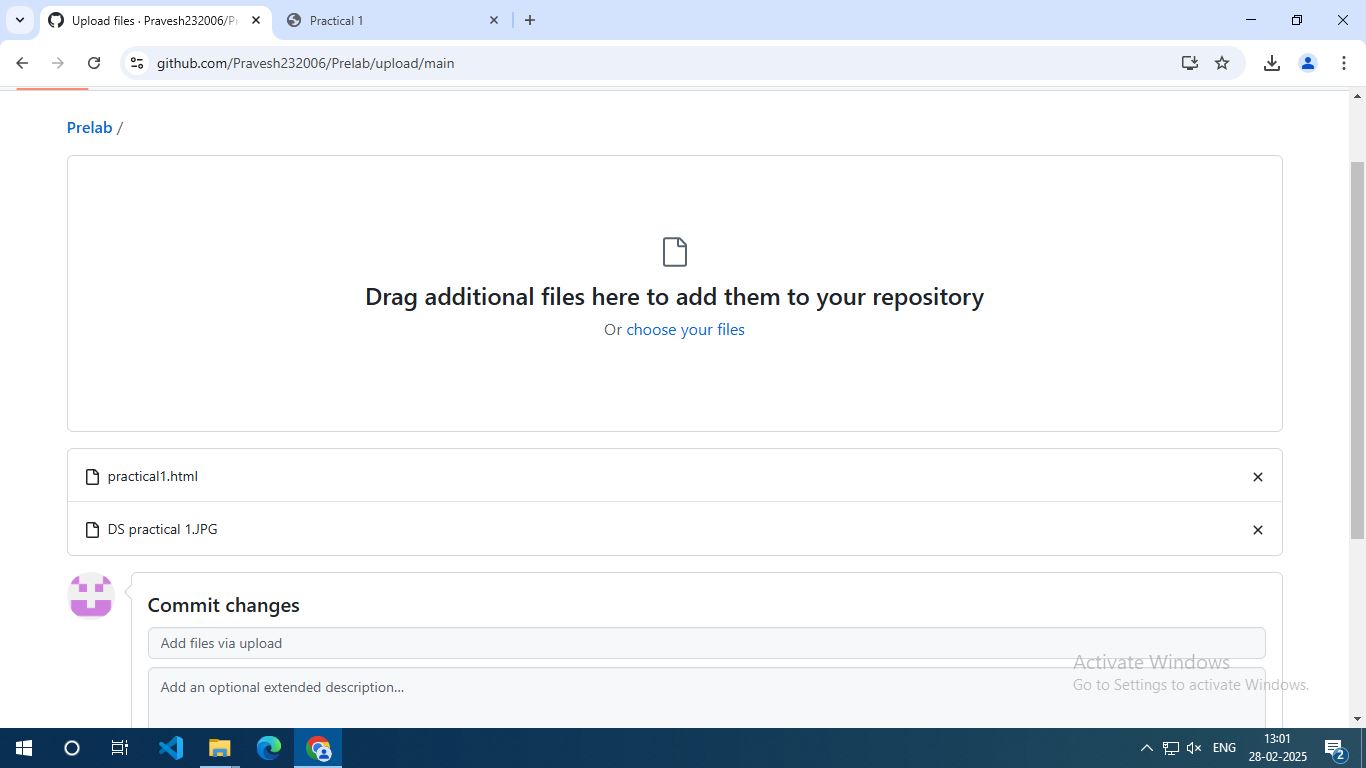 Upload files · Pravesh232006/P
Practical 1
github.com/Pravesh232006/Prelab/upload/main
Prelab /
Drag additional files here to add them to your repository
Or choose your files
practical1.html
DS practical 1.JPG
Commit changes
Add files via upload
Add an optional extended description...
Activate Windows
Go to Settings to activate Windows.
ENG
13:01
28-02-2025
2